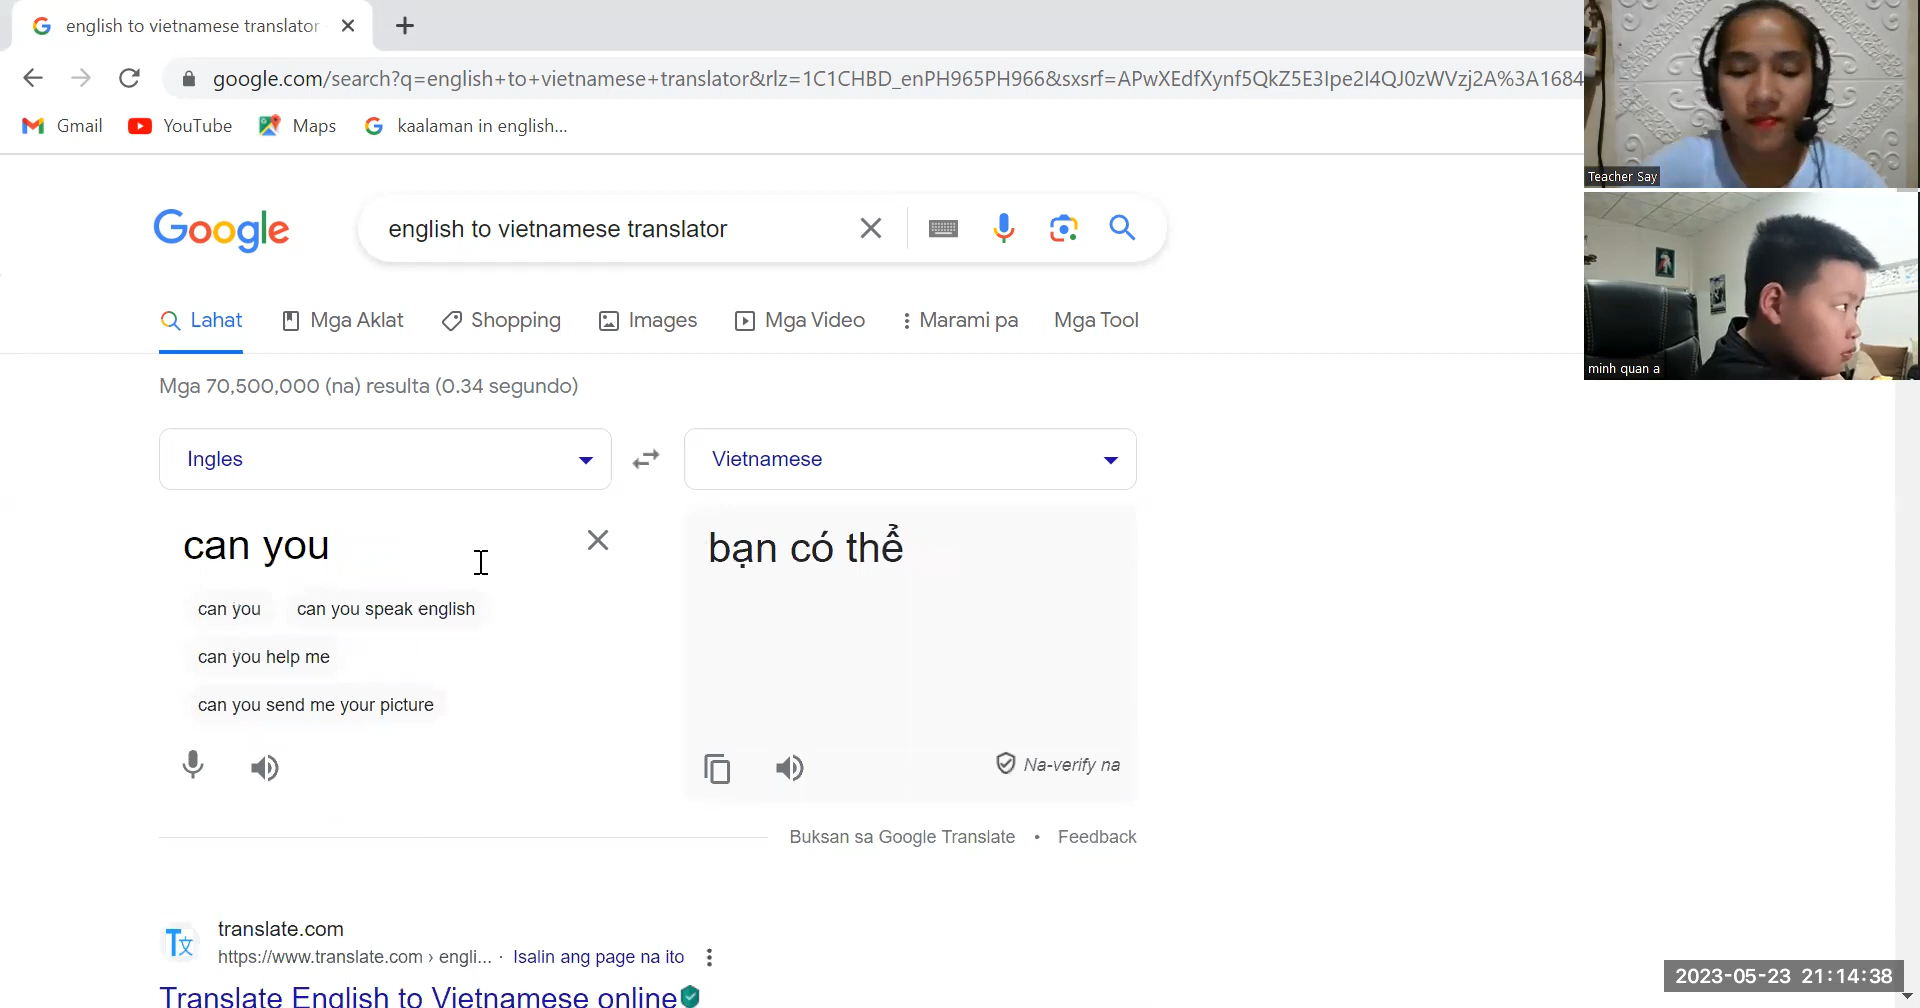 english to vietnamese translator
google.com/search?q=english+to+vietnamese+translator&rlz=1C1CHBD_enPH965PH966&sxsrf=APwXEdfXynf5QkZ5E3Ipe2I4QJ0zWVzj2A%3A1684
Gmail YouTube Maps kaalaman in english...
Teacher Say
Google english to vietnamese translator
Lahat Mga Aklat Shopping Images Mga Video Marami pa Mga Tool
minh quan a
Mga 70,500,000 (na) resulta (0.34 segundo)
Ingles Vietnamese
can you bạn có thể
can you can you speak english
can you help me
can you send me your picture
Na-verify na
Buksan sa Google Translate • Feedback
translate.com
https://www.translate.com › engli... · Isalin ang page na ito
Translate English to Vietnamese online
2023-05-23 21:14:38